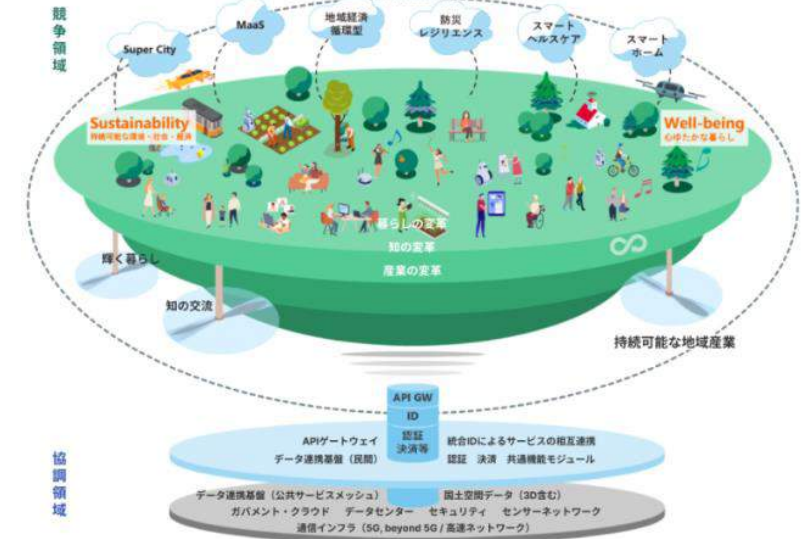 競争領域
Super City
MaaS
地域経済
循環型
防災
レジリエンス
スマート
ヘルスケア
スマート
ホーム
Sustainability
持続可能な環境・社会・経済
Well-being
心ゆたかな暮らし
暮らしの変革
知の変革
産業の変革
輝く暮らし
知の交流
持続可能な地域産業
API GW
ID
認証
決済等
協調領域
APIゲートウェイ
統合IDによるサービスの相互連携
データ連携基盤（民間）
認証 決済 共通機能モジュール
データ連携基盤（公共サービスメッシュ）
国土空間データ（3D含む）
ガバメント・クラウド データセンター セキュリティ センサーネットワーク
通信インフラ（5G, beyond 5G / 高速ネットワーク）